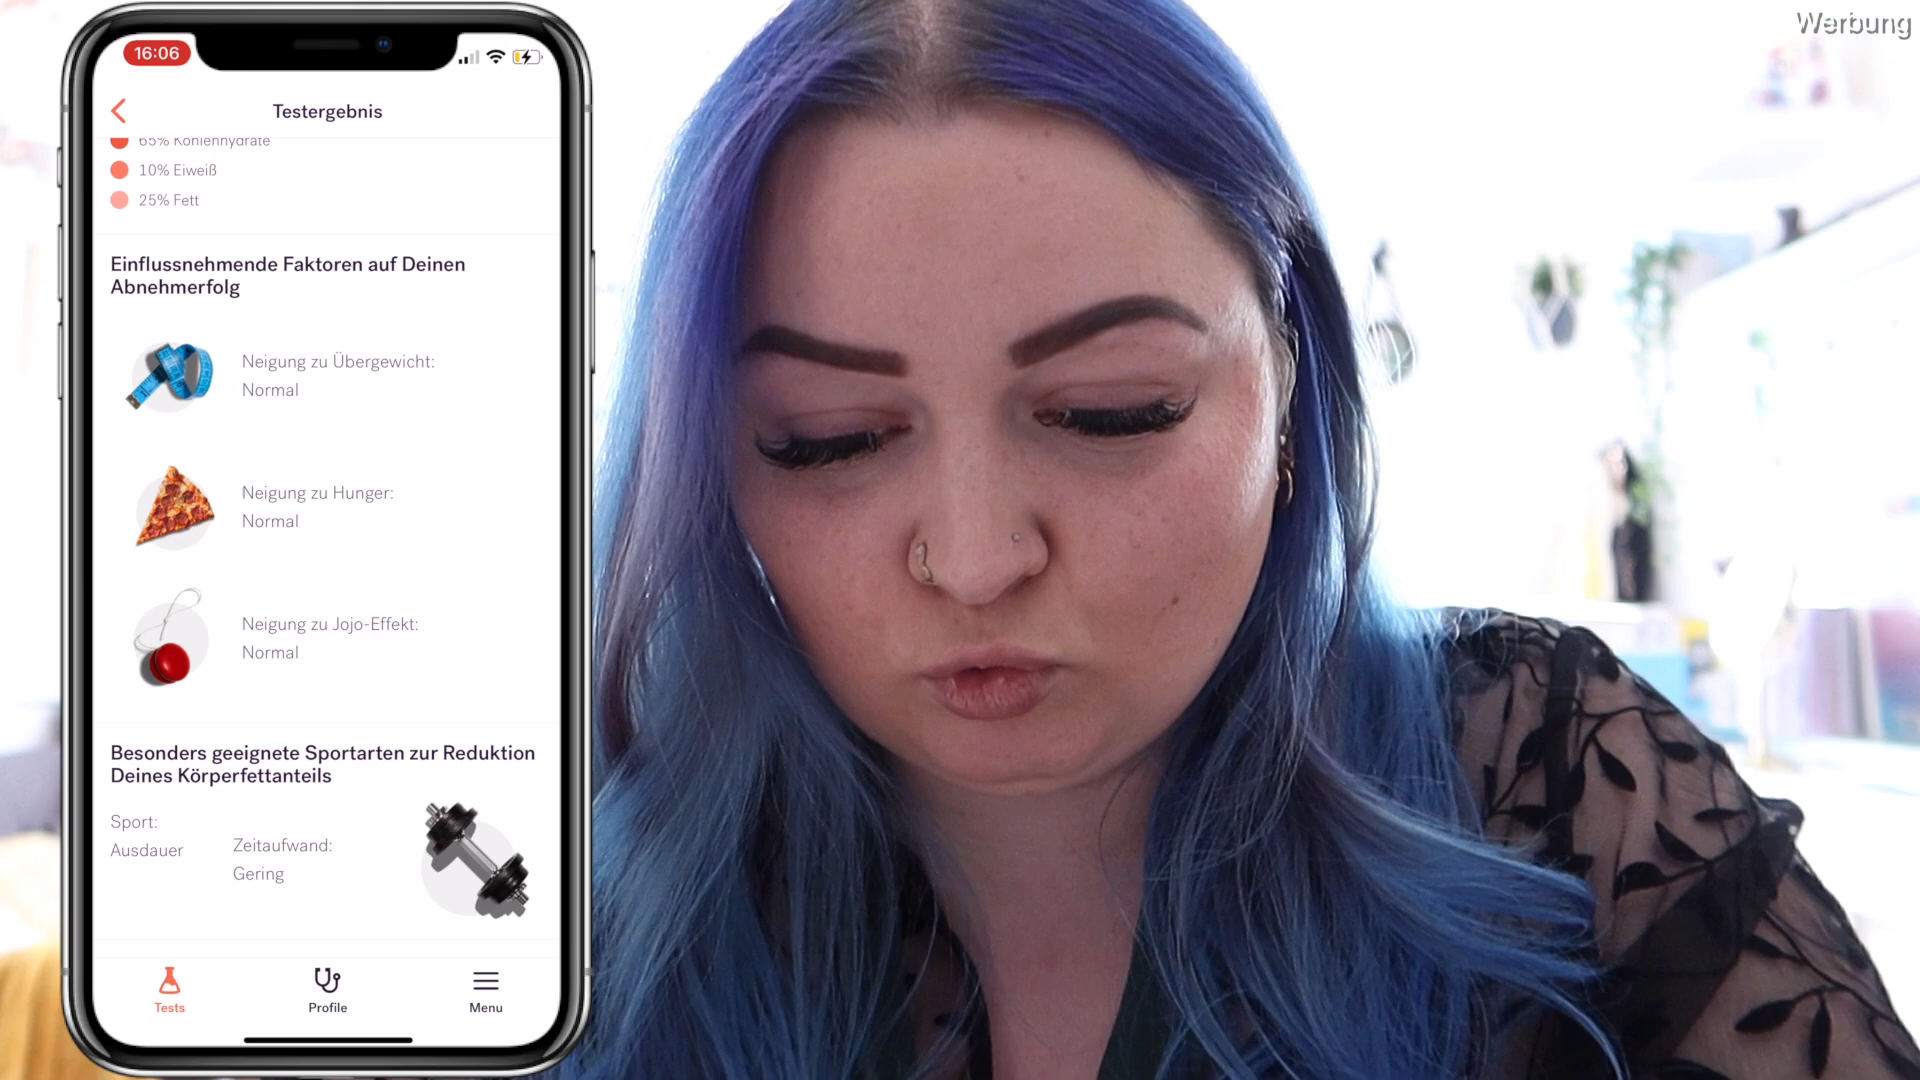 Werbung
16:06
Testergebnis
65% Kohlenhydrate
10% Eiweiß
25% Fett
Einflussnehmende Faktoren auf Deinen
Abnehmerfolg
Neigung zu Übergewicht:
Normal
Neigung zu Hunger:
Normal
Neigung zu Jojo-Effekt:
Normal
Besonders geeignete Sportarten zur Reduktion
Deines Körperfettanteils
Sport:
Ausdauer
Zeitaufwand:
Gering
Tests
Profile
Menu